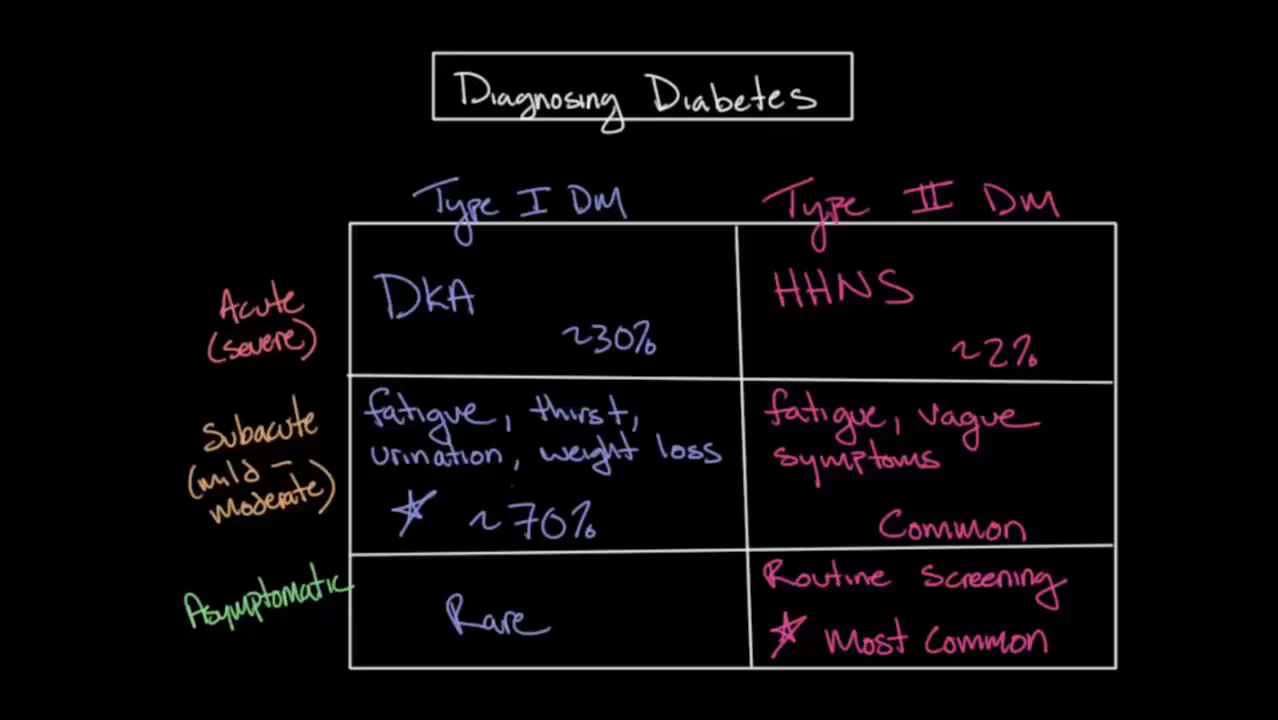 Diagnosing Diabetes
Type I DM
Type II DM
Acute
(severe)
DKA
~30%
HHNS
~2%
Subacute
(mild -
moderate)
fatigue, thirst,
urination, weight loss
~70%
fatigue, vague
symptoms
Common
Asymptomatic
Rare
Routine Screening
Most Common